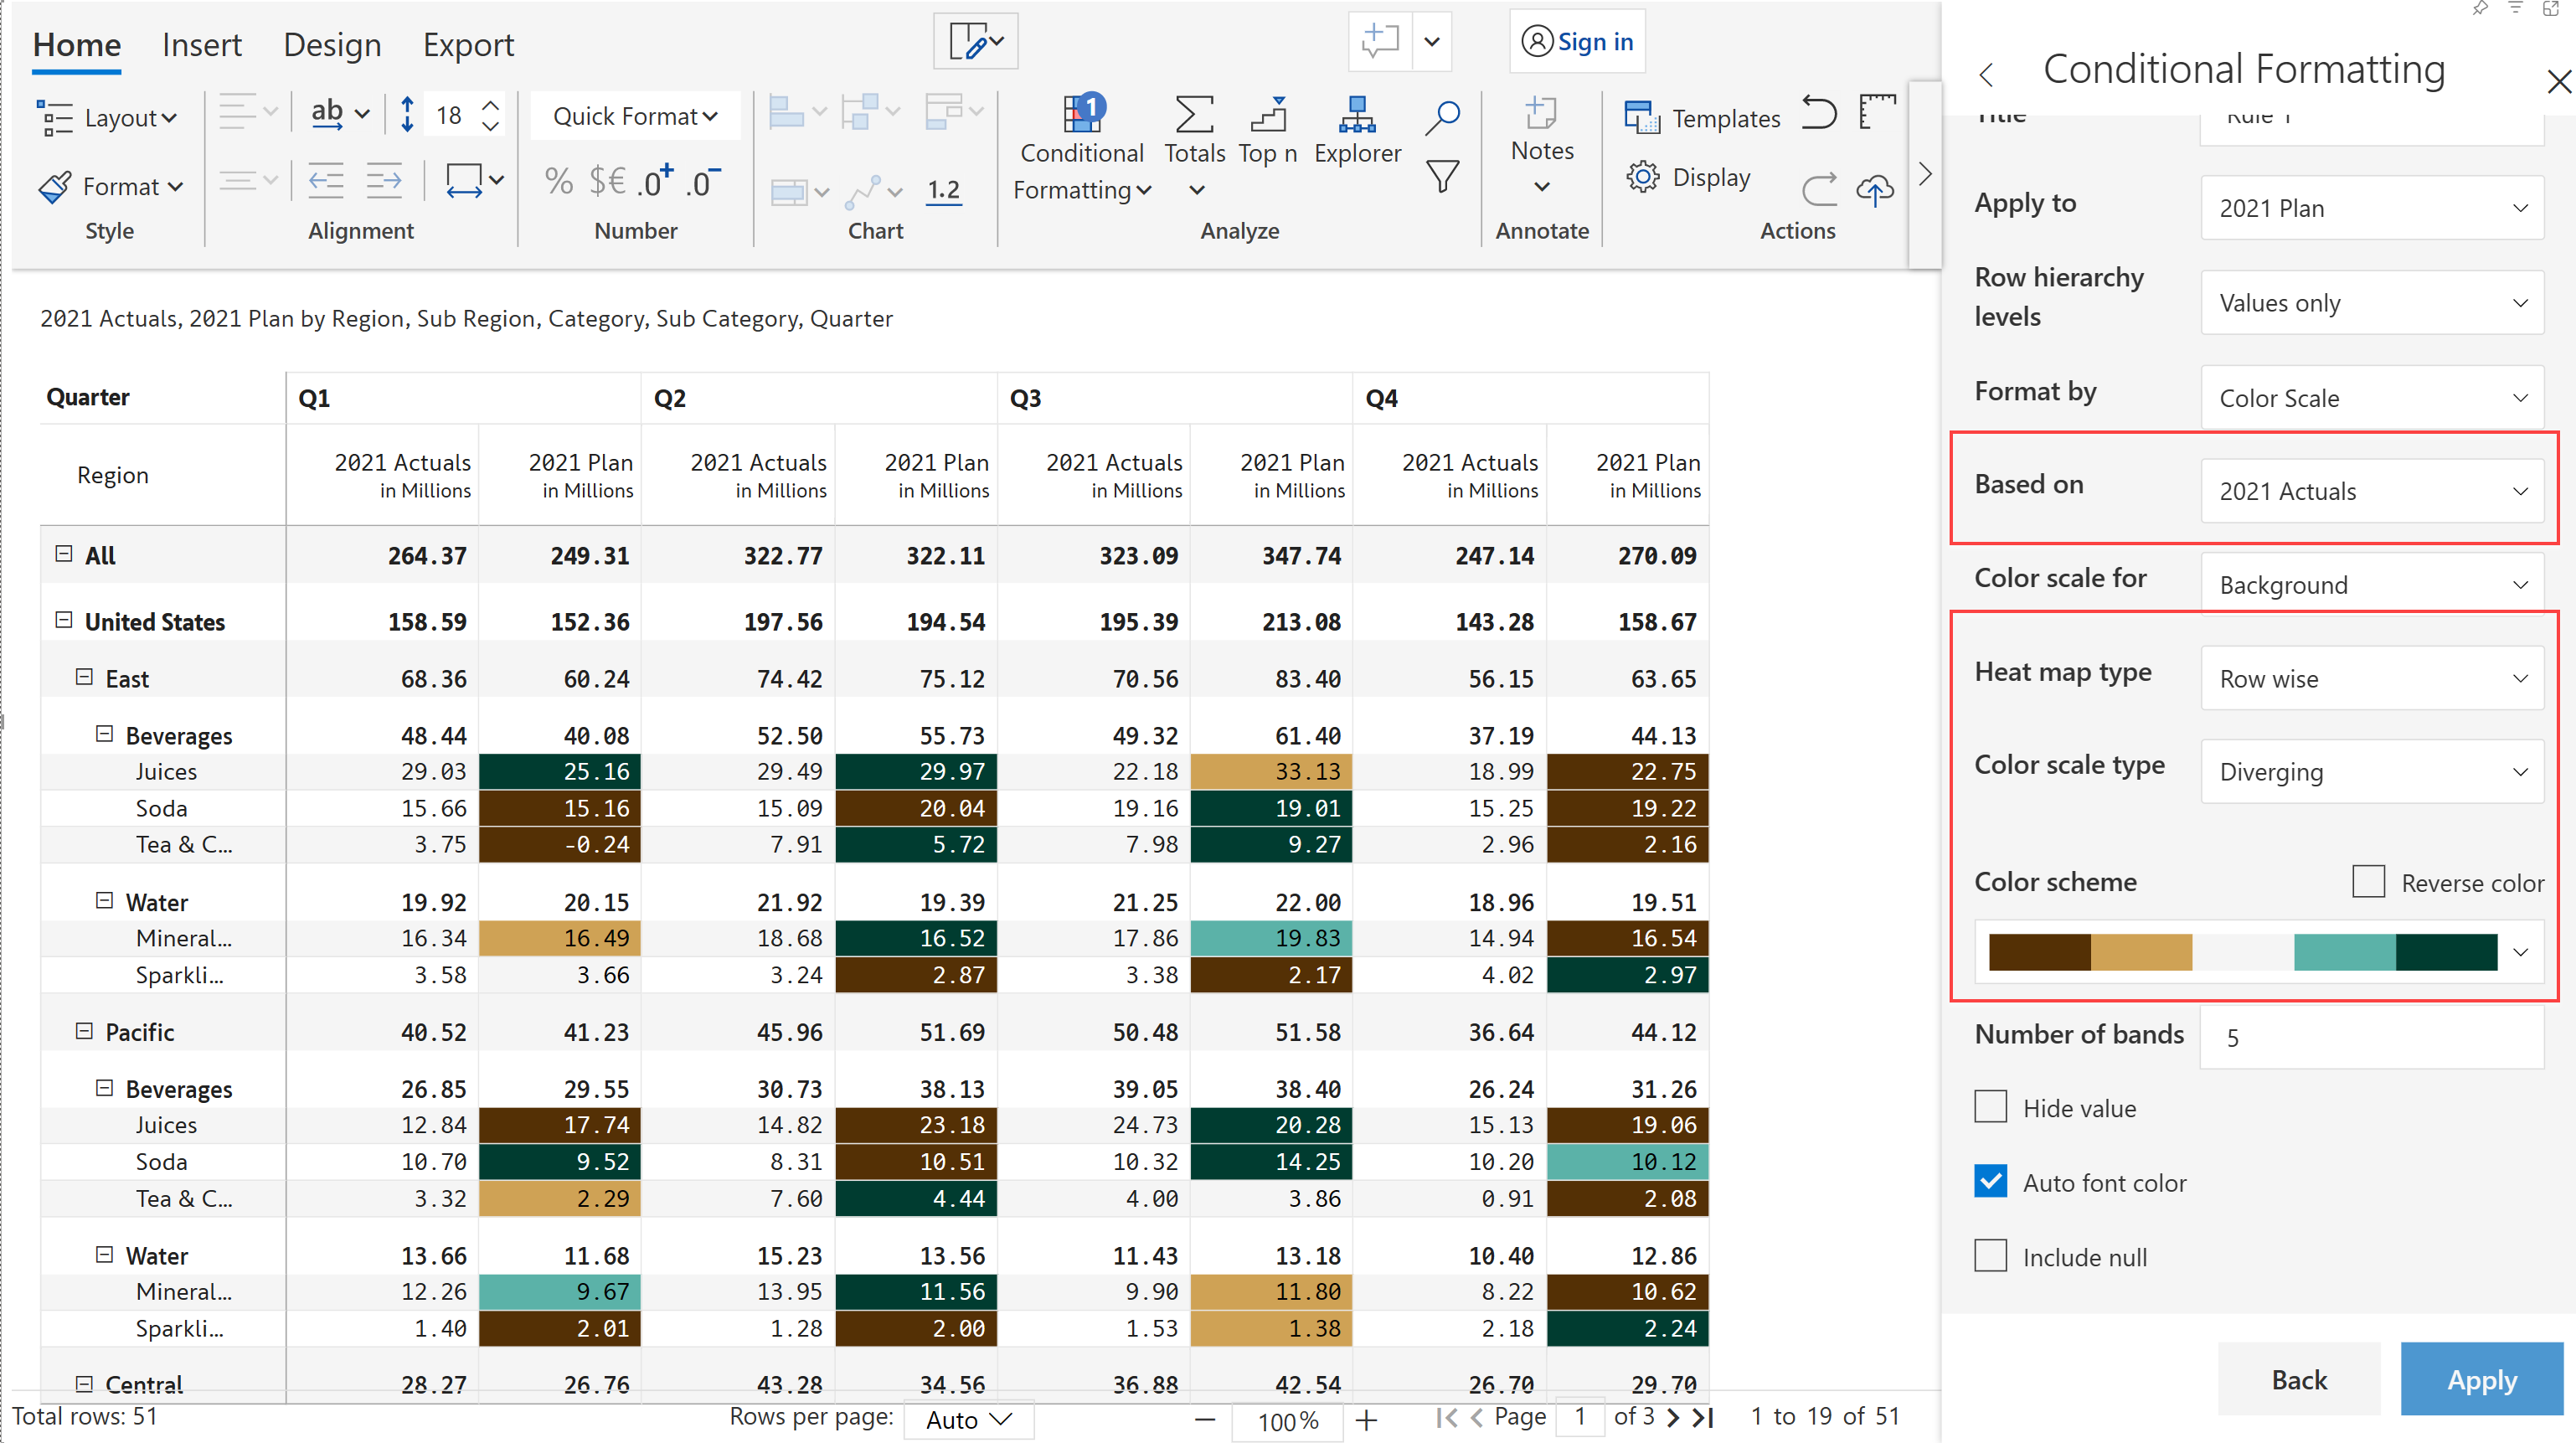 Home Insert Design Export
Sign in
Layout
ab
18
Quick Format
Conditional Formatting
1
Totals
Top n
Explorer
Notes
Templates
Format
% $€ .0+ .0-
1.2
Display
Style
Alignment
Number
Chart
Analyze
Annotate
Actions
2021 Actuals, 2021 Plan by Region, Sub Region, Category, Sub Category, Quarter
Quarter Q1 Q2 Q3 Q4
Region 2021 Actuals 2021 Plan 2021 Actuals 2021 Plan 2021 Actuals 2021 Plan 2021 Actuals 2021 Plan
in Millions in Millions in Millions in Millions in Millions in Millions in Millions in Millions
All 264.37 249.31 322.77 322.11 323.09 347.74 247.14 270.09
United States 158.59 152.36 197.56 194.54 195.39 213.08 143.28 158.67
East 68.36 60.24 74.42 75.12 70.56 83.40 56.15 63.65
Beverages 48.44 40.08 52.50 55.73 49.32 61.40 37.19 44.13
Juices 29.03 25.16 29.49 29.97 22.18 33.13 18.99 22.75
Soda 15.66 15.16 15.09 20.04 19.16 19.01 15.25 19.22
Tea & C... 3.75 -0.24 7.91 5.72 7.98 9.27 2.96 2.16
Water 19.92 20.15 21.92 19.39 21.25 22.00 18.96 19.51
Mineral... 16.34 16.49 18.68 16.52 17.86 19.83 14.94 16.54
Sparkli... 3.58 3.66 3.24 2.87 3.38 2.17 4.02 2.97
Pacific 40.52 41.23 45.96 51.69 50.48 51.58 36.64 44.12
Beverages 26.85 29.55 30.73 38.13 39.05 38.40 26.24 31.26
Juices 12.84 17.74 14.82 23.18 24.73 20.28 15.13 19.06
Soda 10.70 9.52 8.31 10.51 10.32 14.25 10.20 10.12
Tea & C... 3.32 2.29 7.60 4.44 4.00 3.86 0.91 2.08
Water 13.66 11.68 15.23 13.56 11.43 13.18 10.40 12.86
Mineral... 12.26 9.67 13.95 11.56 9.90 11.80 8.22 10.62
Sparkli... 1.40 2.01 1.28 2.00 1.53 1.38 2.18 2.24
Central 28.27 26.76 43.28 34.56 36.88 42.54 26.70 29.70
Total rows: 51
Rows per page: Auto
100%
Page 1 of 3
1 to 19 of 51
Conditional Formatting
Title Rule 1
Apply to 2021 Plan
Row hierarchy levels Values only
Format by Color Scale
Based on 2021 Actuals
Color scale for Background
Heat map type Row wise
Color scale type Diverging
Color scheme Reverse color
Number of bands 5
Hide value
Auto font color
Include null
Back Apply